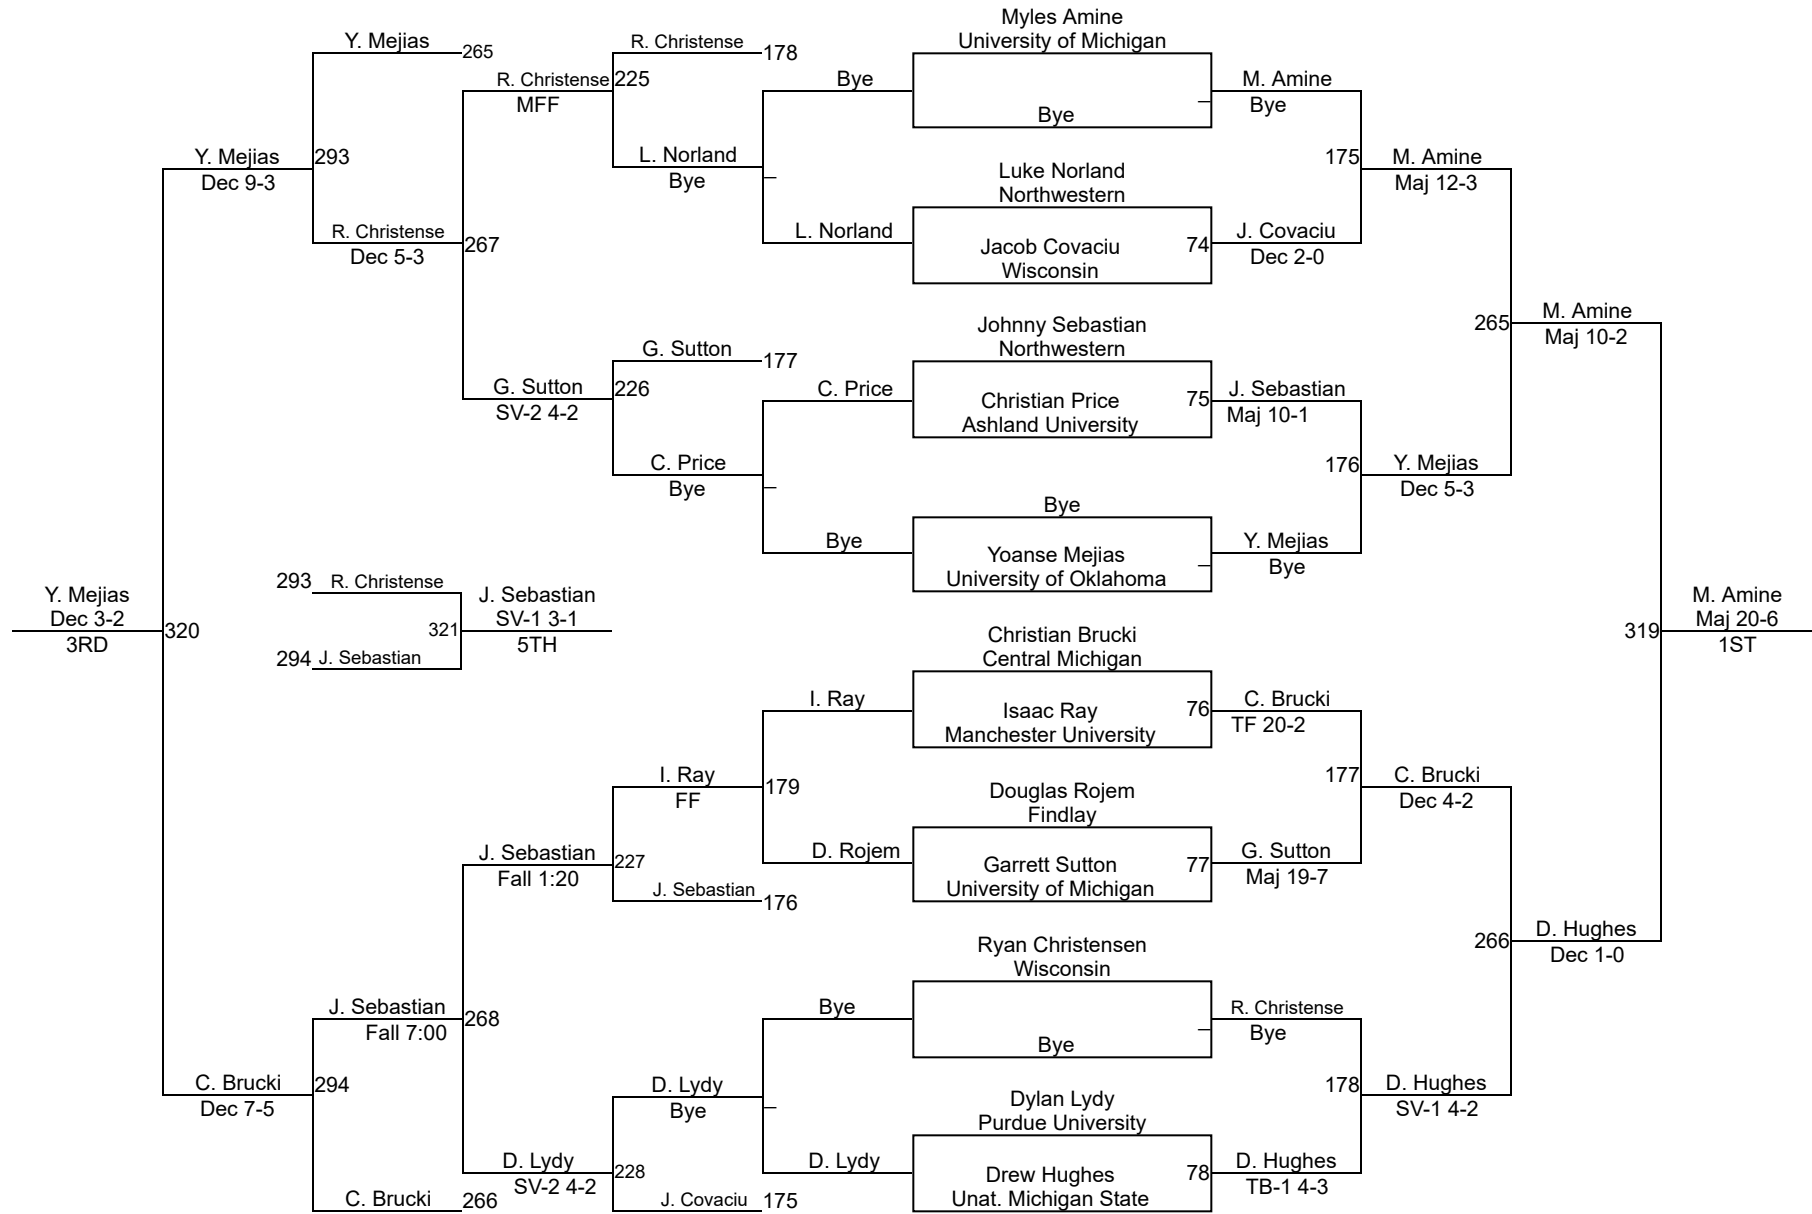 Myles Amine
University of Michigan
Y. Mejias
265
R. Christense
178
R. Christense
225
MFF
Bye
Bye
M. Amine
Bye
Y. Mejias
Dec 9-3
293
L. Norland
Bye
Luke Norland
Northwestern
175
M. Amine
Maj 12-3
R. Christense
Dec 5-3
267
L. Norland
Jacob Covaciu
Wisconsin
74
J. Covaciu
Dec 2-0
Johnny Sebastian
Northwestern
265
M. Amine
Maj 10-2
G. Sutton
177
G. Sutton
SV-2 4-2
226
C. Price
Christian Price
Ashland University
75
J. Sebastian
Maj 10-1
C. Price
Bye
176
Y. Mejias
Dec 5-3
Bye
Bye
Yoanse Mejias
University of Oklahoma
Y. Mejias
Bye
Y. Mejias
Dec 3-2
3RD
320
293
R. Christense
321
294
J. Sebastian
J. Sebastian
SV-1 3-1
5TH
319
M. Amine
Maj 20-6
1ST
Christian Brucki
Central Michigan
I. Ray
Isaac Ray
Manchester University
76
C. Brucki
TF 20-2
I. Ray
FF
179
Douglas Rojem
Findlay
177
C. Brucki
Dec 4-2
J. Sebastian
Fall 1:20
227
D. Rojem
Garrett Sutton
University of Michigan
77
G. Sutton
Maj 19-7
J. Sebastian
176
Ryan Christensen
Wisconsin
266
D. Hughes
Dec 1-0
J. Sebastian
Fall 7:00
268
Bye
Bye
R. Christense
Bye
C. Brucki
Dec 7-5
294
D. Lydy
Bye
Dylan Lydy
Purdue University
178
D. Hughes
SV-1 4-2
D. Lydy
SV-2 4-2
228
D. Lydy
Drew Hughes
Unat. Michigan State
78
D. Hughes
TB-1 4-3
C. Brucki
266
J. Covaciu
175